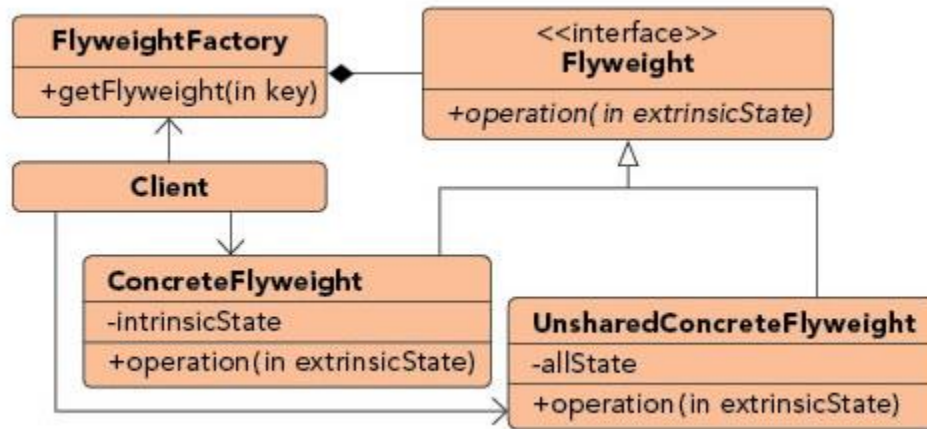 FlyweightFactory
+getFlyweight(in key)
<<interface>>
Flyweight
+operation( in extrinsicState)
Client
ConcreteFlyweight
-intrinsicState
+operation(in extrinsicState)
UnsharedConcreteFlyweight
-allState
+operation(in extrinsicState)